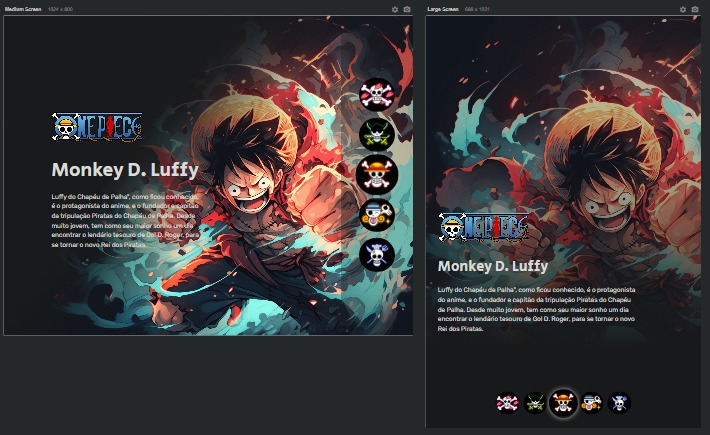 Medium Screen 1024 x 800
ONE PIECE
Monkey D. Luffy
Luffy do Chapéu de Palha", como ficou conhecido,
é o protagonista do anime, e o fundador e capitão
da tripulação Piratas do Chapéu de Palha. Desde
muito jovem, tem como seu maior sonho um dia
encontrar o lendário tesouro de Gol D. Roger, para
se tornar o novo Rei dos Piratas.
Large Screen
ONE PIECE
Monkey D. Luffy
Luffy do Chapéu de Palha", como ficou conhecido, é o protagonista
do anime, e o fundador e capitão da tripulação Piratas do Chapéu
de Palha. Desde muito jovem, tem como seu maior sonho um dia
encontrar o lendário tesouro de Gol D. Roger, para se tornar o novo
Rei dos Piratas.